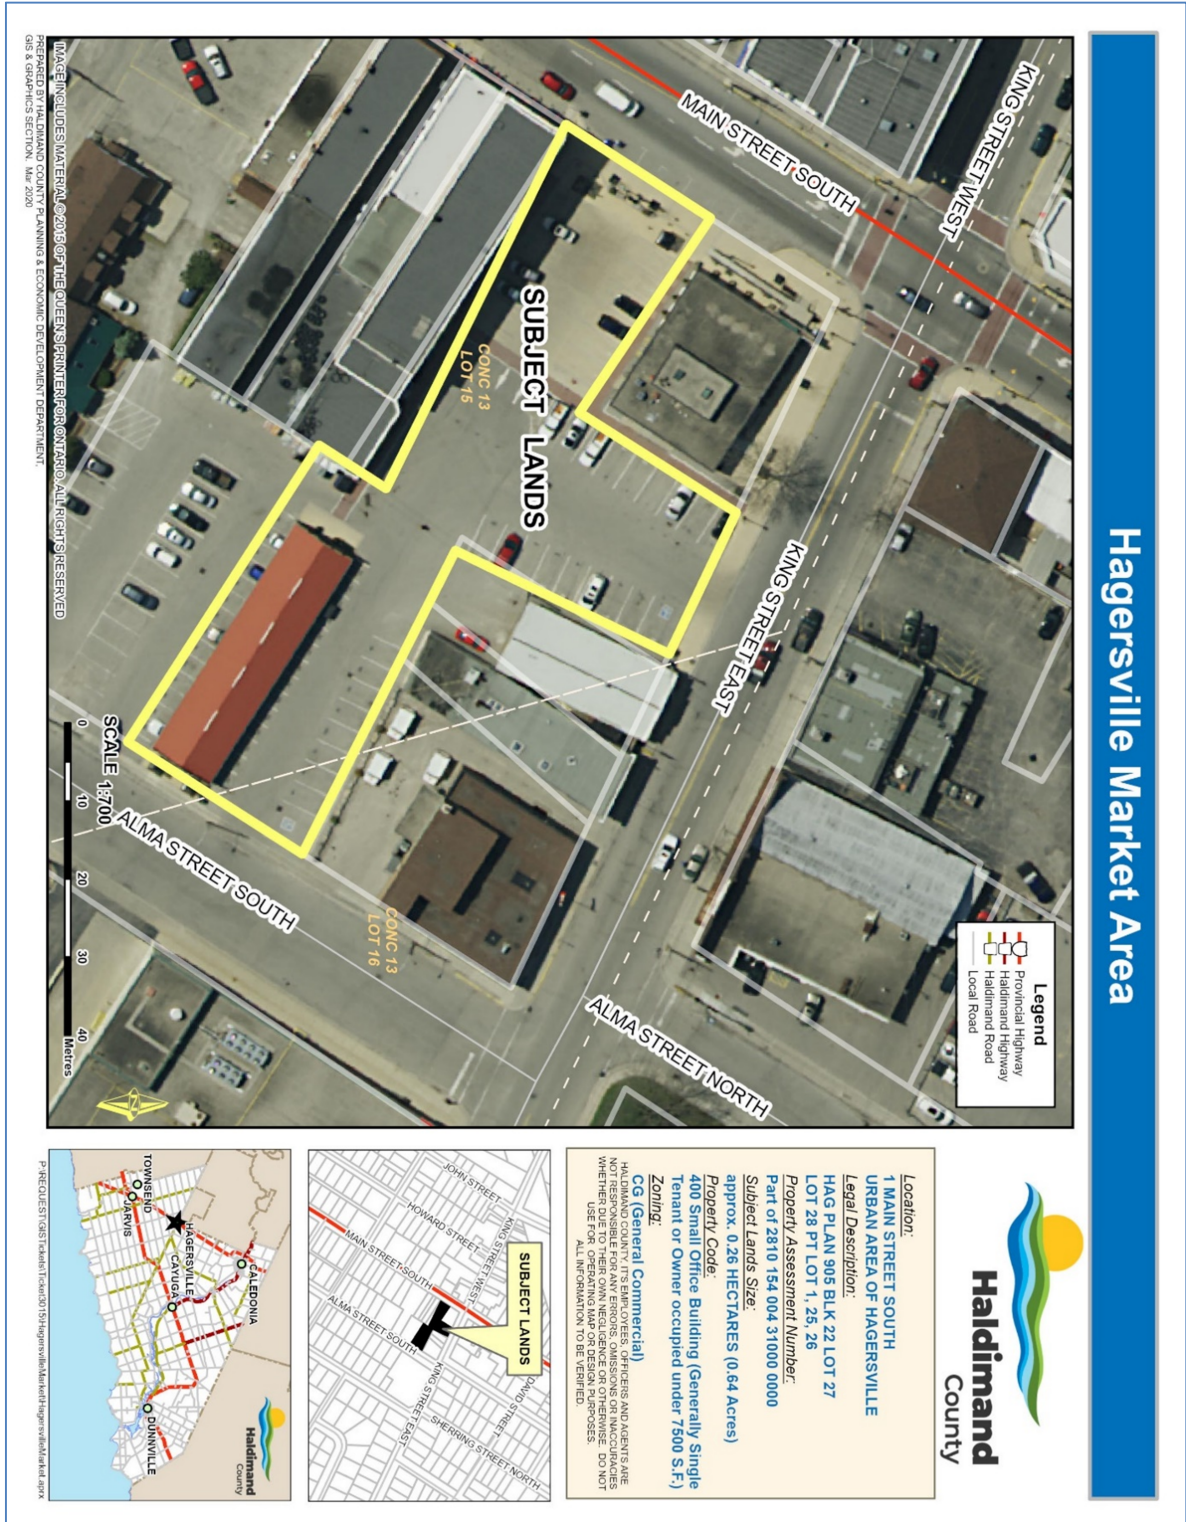 Hagersville Market Area
KING STREET WEST
MAIN STREET SOUTH
SUBJECT LANDS
CONC 13
LOT 15
KING STREET EAST
ALMA STREET SOUTH
CONC 13
LOT 16
ALMA STREET NORTH
Legend
Provincial Highway
Haldimand Highway
Haldimand Road
Local Road
SCALE 1:700
0 10 20 30 40
Metres
N
IMAGE INCLUDES MATERIAL © 2015 OF THE QUEEN'S PRINTER FOR ONTARIO. ALL RIGHTS RESERVED
PREPARED BY HALDIMAND COUNTY PLANNING & ECONOMIC DEVELOPMENT DEPARTMENT,
GIS & GRAPHICS SECTION, Mar 2020
Haldimand
County
Location:
1 MAIN STREET SOUTH
URBAN AREA OF HAGERSVILLE
Legal Description:
HAG PLAN 905 BLK 22 LOT 27
LOT 28 PT LOT 1, 25, 26
Property Assessment Number:
Part of 2810 154 004 31000 0000
Subject Lands Size:
approx. 0.26 HECTARES (0.64 Acres)
Property Code:
400 Small Office Building (Generally Single
Tenant or Owner occupied under 7500 S.F.)
Zoning:
CG (General Commercial)
HALDIMAND COUNTY, IT'S EMPLOYEES, OFFICERS AND AGENTS ARE
NOT RESPONSIBLE FOR ANY ERRORS, OMISSIONS OR INACCURACIES
WHETHER DUE TO THEIR OWN NEGLIGENCE OR OTHERWISE. DO NOT
USE FOR OPERATING MAP OR DESIGN PURPOSES.
ALL INFORMATION TO BE VERIFIED.
SUBJECT LANDS
JOHN STREET
HOWARD STREET
KING STREET WEST
MAIN STREET SOUTH
DAVID STREET
ALMA STREET SOUTH
KING STREET EAST
SHERRING STREET NORTH
CALEDONIA
HAGERSVILLE
TOWNSEND
JARVIS
CAYUGA
DUNNVILLE
Haldimand
County
P:\REQUEST\GISTickets\Ticket3015\HagersvilleMarket\HagersvilleMarket.aprx